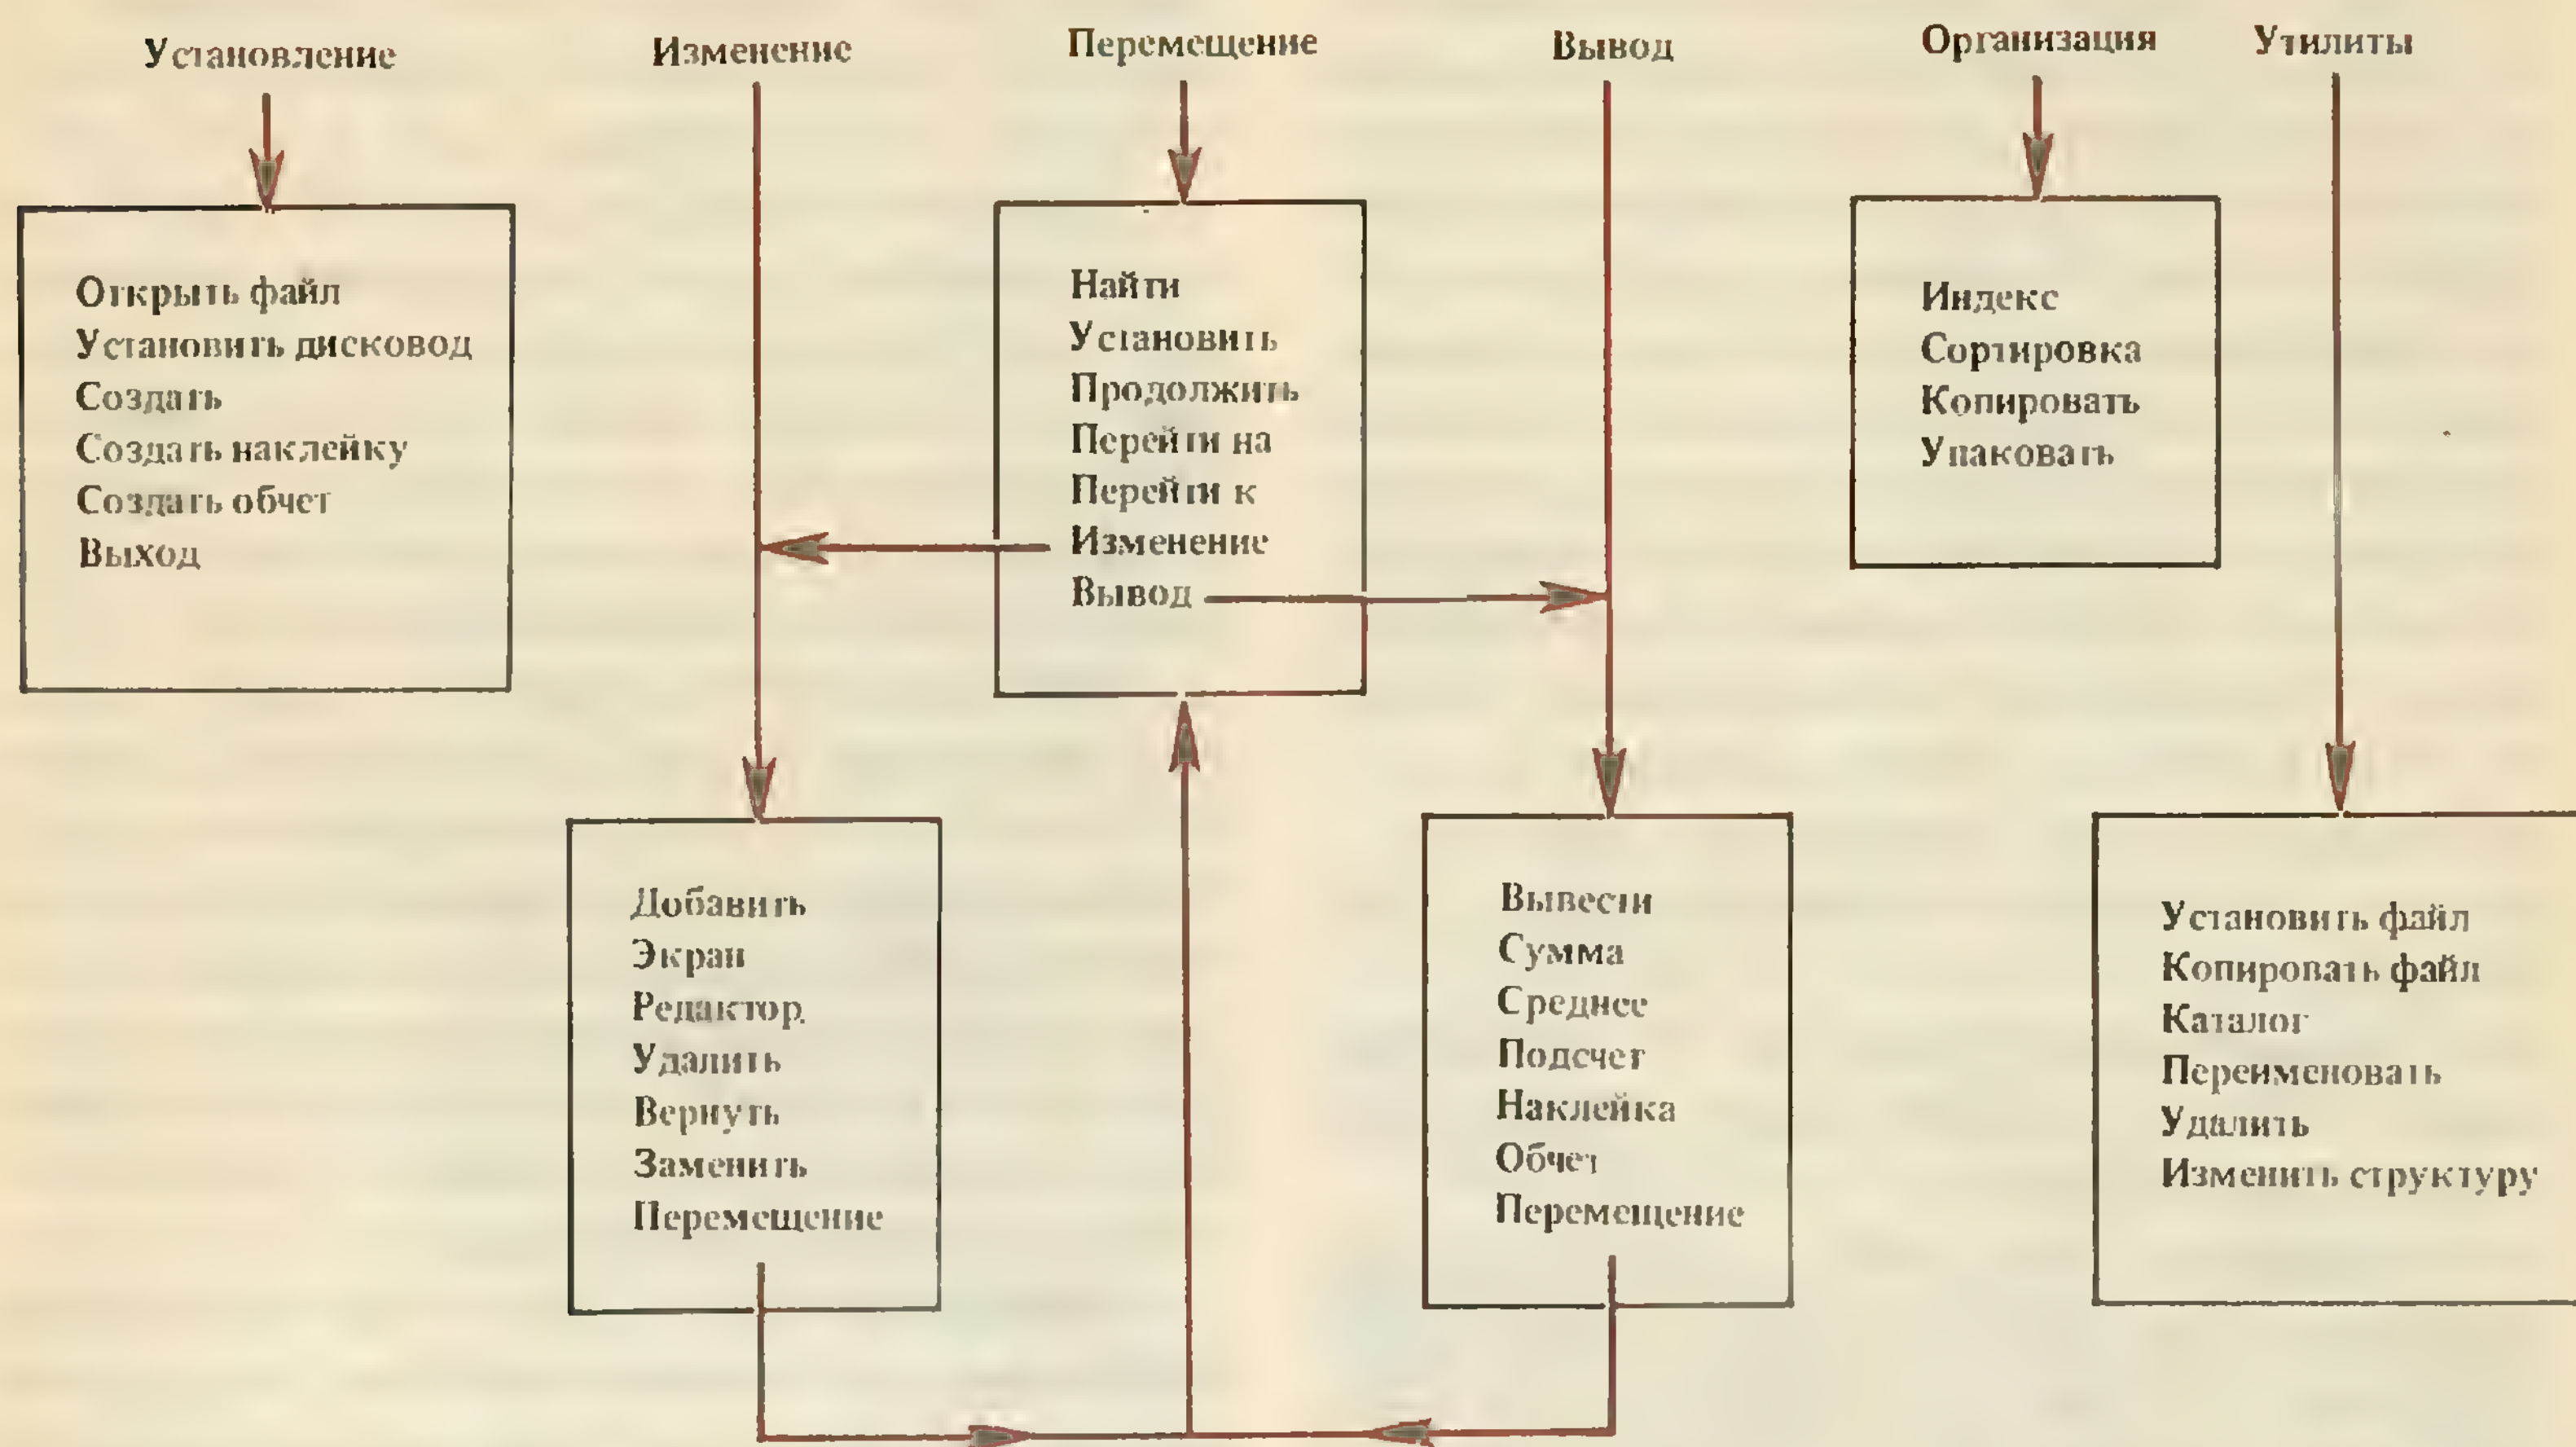 Установление
Изменение
Перемещение
Вывод
Организация
Утилиты
Открыть файл
Установить дисковод
Создать
Создать наклейку
Создать обчет
Выход
Найти
Установить
Продолжить
Перейти на
Перейти к
Изменение
Вывод
Индекс
Сортировка
Копировать
Упаковать
Добавить
Экран
Редактор
Удалить
Вернуть
Заменить
Перемещение
Вывести
Сумма
Среднее
Подсчет
Наклейка
Обчет
Перемещение
Установить файл
Копировать файл
Каталог
Переименовать
Удалить
Изменить структуру